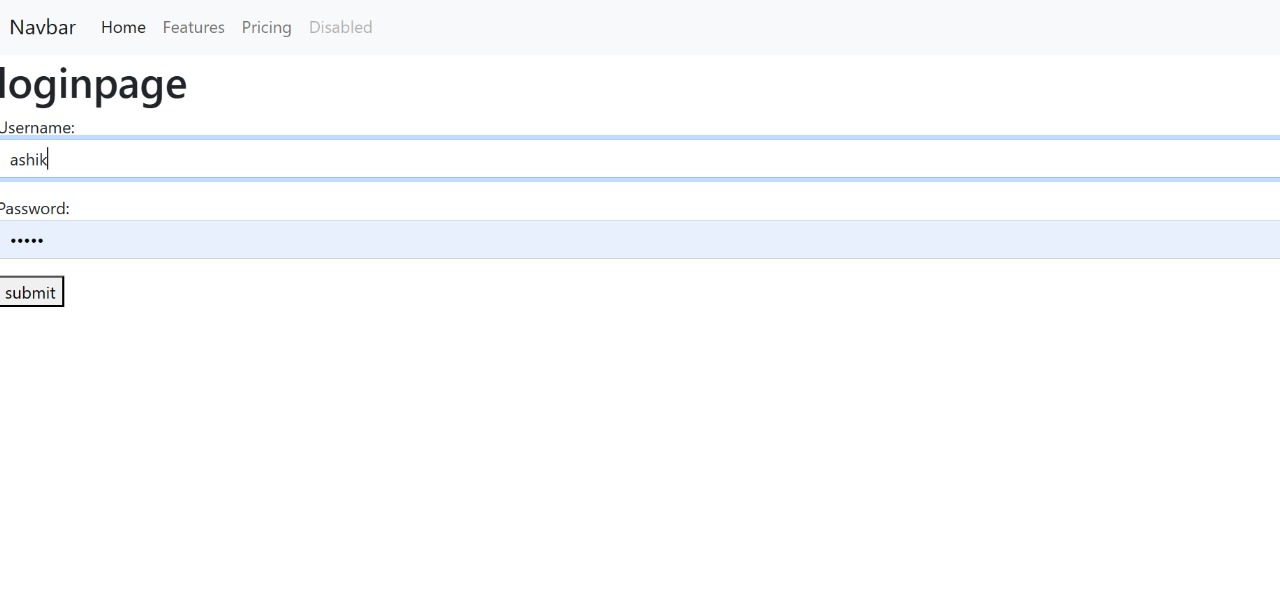 Navbar Home Features Pricing Disabled
loginpage
Username:
ashik
Password:
•••••
submit